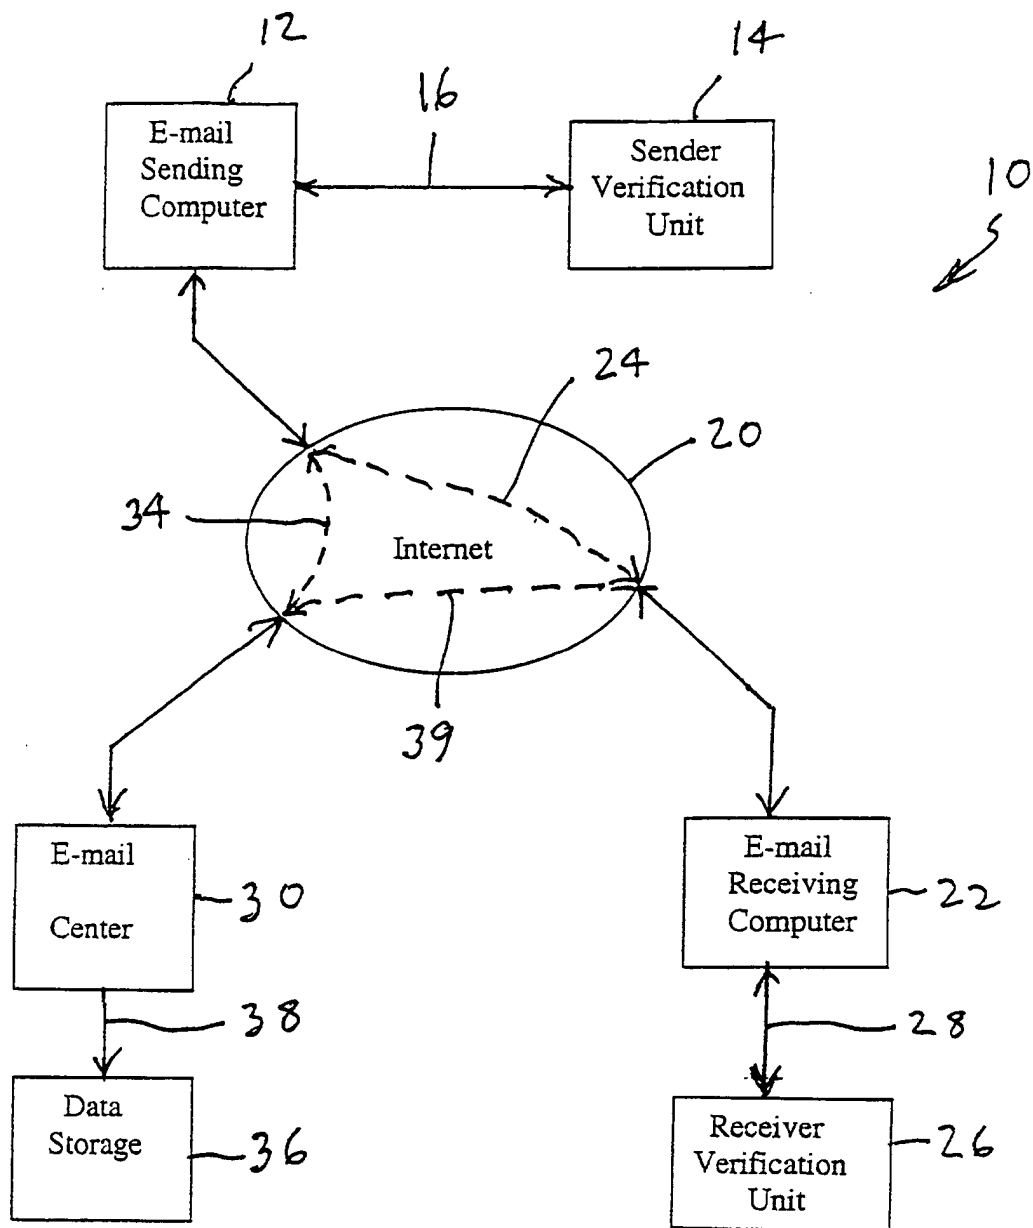 12
14
16
E-mail
Sending
Computer
Sender
Verification
Unit
10
24
20
34
Internet
39
E-mail
Center
30
E-mail
Receiving
Computer
22
38
28
Data
Storage
36
Receiver
Verification
Unit
26